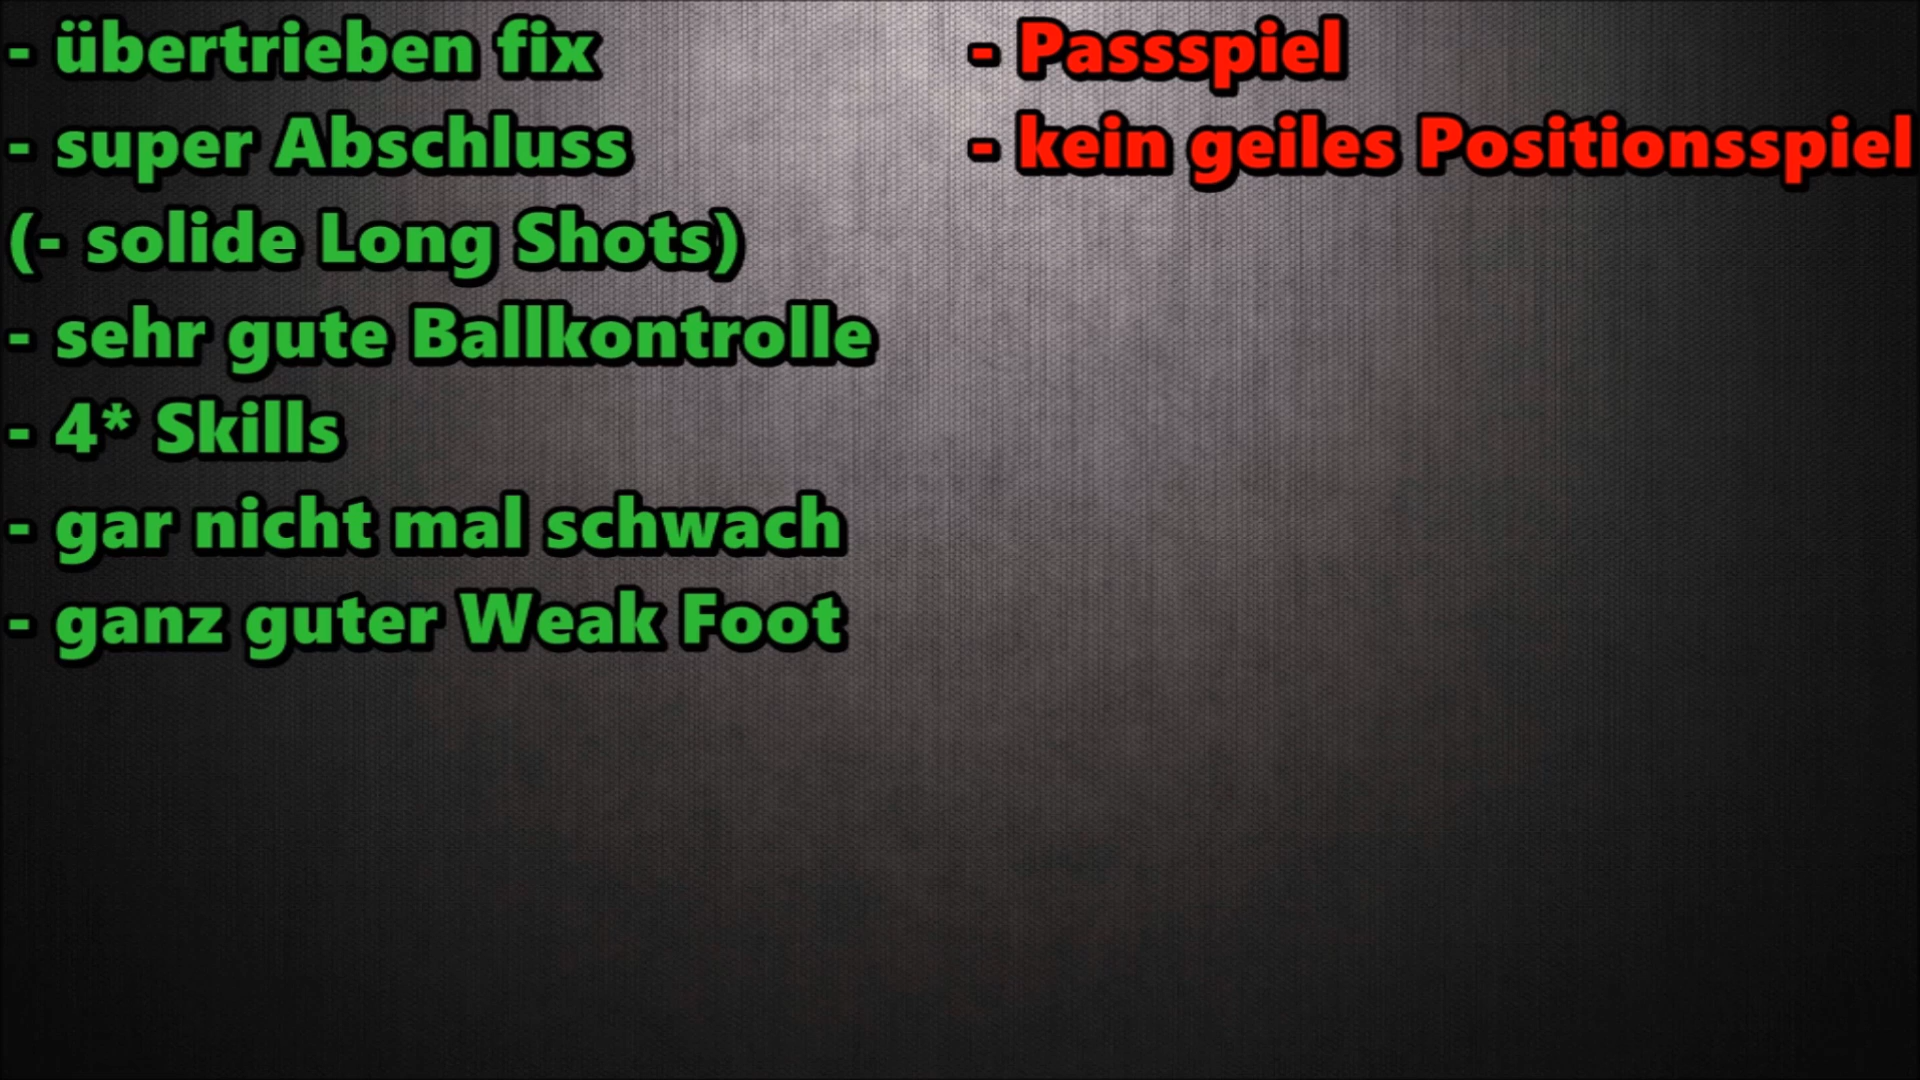 - übertrieben fix
- super Abschluss
(- solide Long Shots)
- sehr gute Ballkontrolle
- 4* Skills
- gar nicht mal schwach
- ganz guter Weak Foot
- Passspiel
- kein geiles Positionsspiel